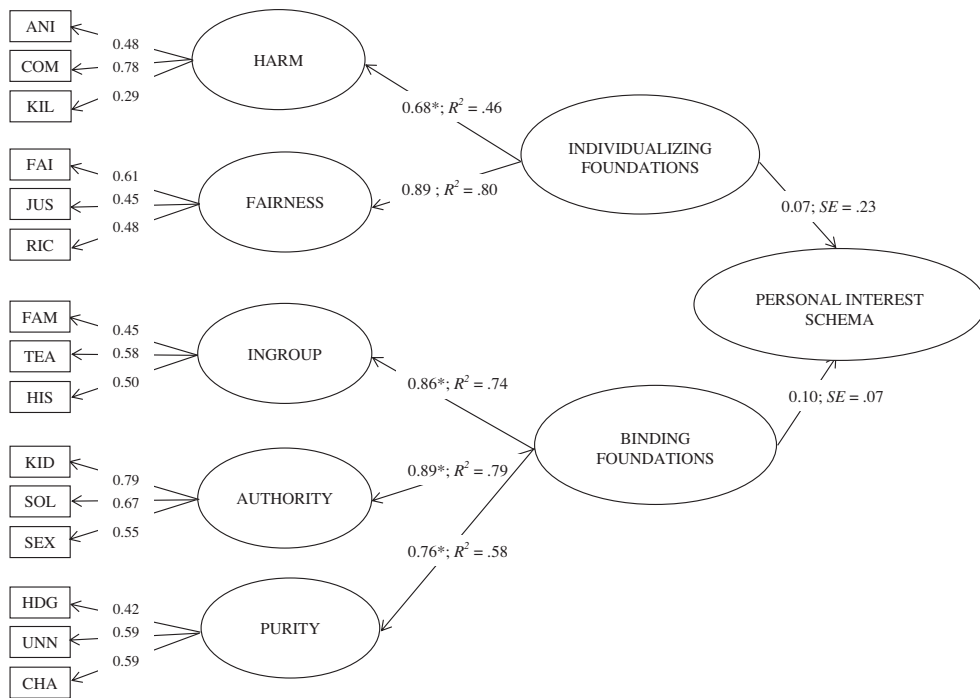 ANI
0.48
COM
0.78
KIL
0.29
HARM
FAI
0.61
JUS
0.45
RIC
0.48
FAIRNESS
0.68*; R² = .46
0.89 ; R² = .80
INDIVIDUALIZING
FOUNDATIONS
0.07; SE = .23
PERSONAL INTEREST
SCHEMA
FAM
0.45
TEA
0.58
HIS
0.50
INGROUP
0.86*; R² = .74
0.10; SE = .07
BINDING
FOUNDATIONS
KID
0.79
SOL
0.67
SEX
0.55
AUTHORITY
0.89*; R² = .79
0.76*; R² = .58
HDG
0.42
UNN
0.59
CHA
0.59
PURITY